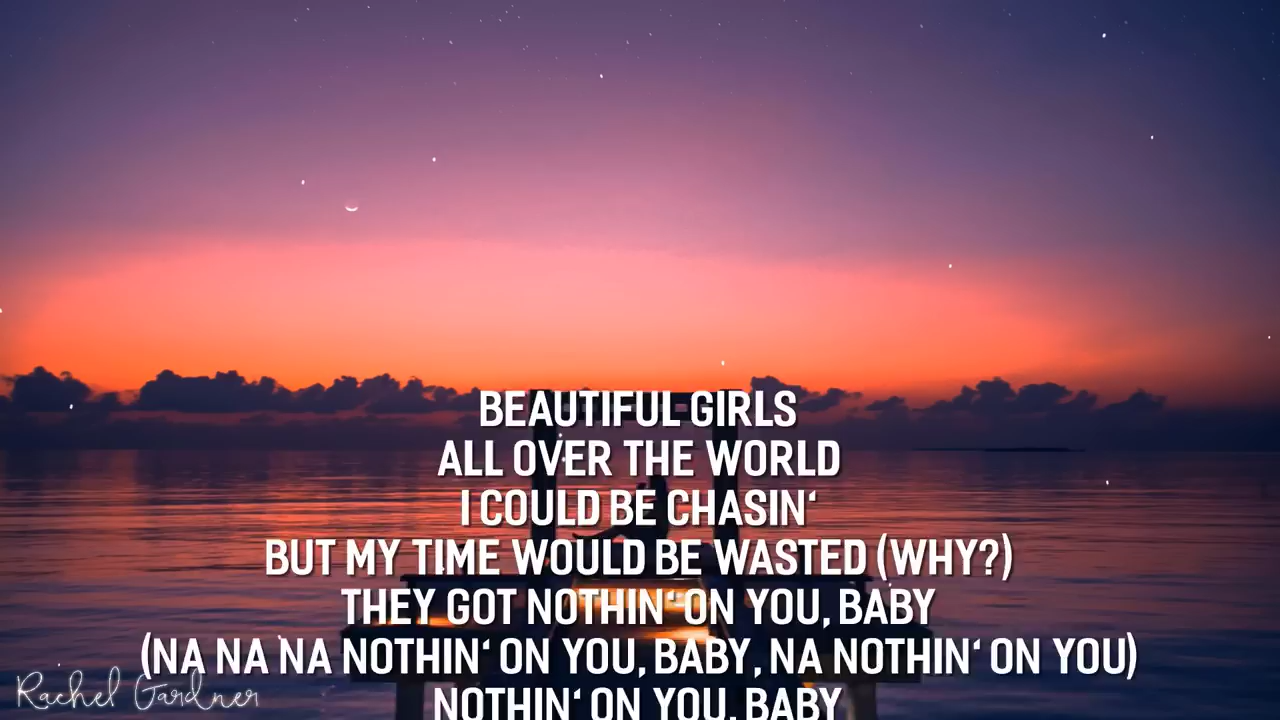 BEAUTIFUL GIRLS
ALL OVER THE WORLD
I COULD BE CHASIN‘
BUT MY TIME WOULD BE WASTED (WHY?)
THEY GOT NOTHIN‘ ON YOU, BABY
(NA NA NA NOTHIN‘ ON YOU, BABY, NA NOTHIN‘ ON YOU)
NOTHIN‘ ON YOU, BABY
Rachel Gardner